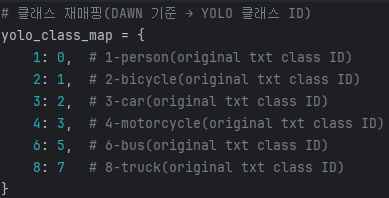 # 클래스 재매핑(DAWN 기준 → YOLO 클래스 ID)
yolo_class_map = {
    1: 0,  # 1-person(original txt class ID)
    2: 1,  # 2-bicycle(original txt class ID)
    3: 2,  # 3-car(original txt class ID)
    4: 3,  # 4-motorcycle(original txt class ID)
    6: 5,  # 6-bus(original txt class ID)
    8: 7   # 8-truck(original txt class ID)
}